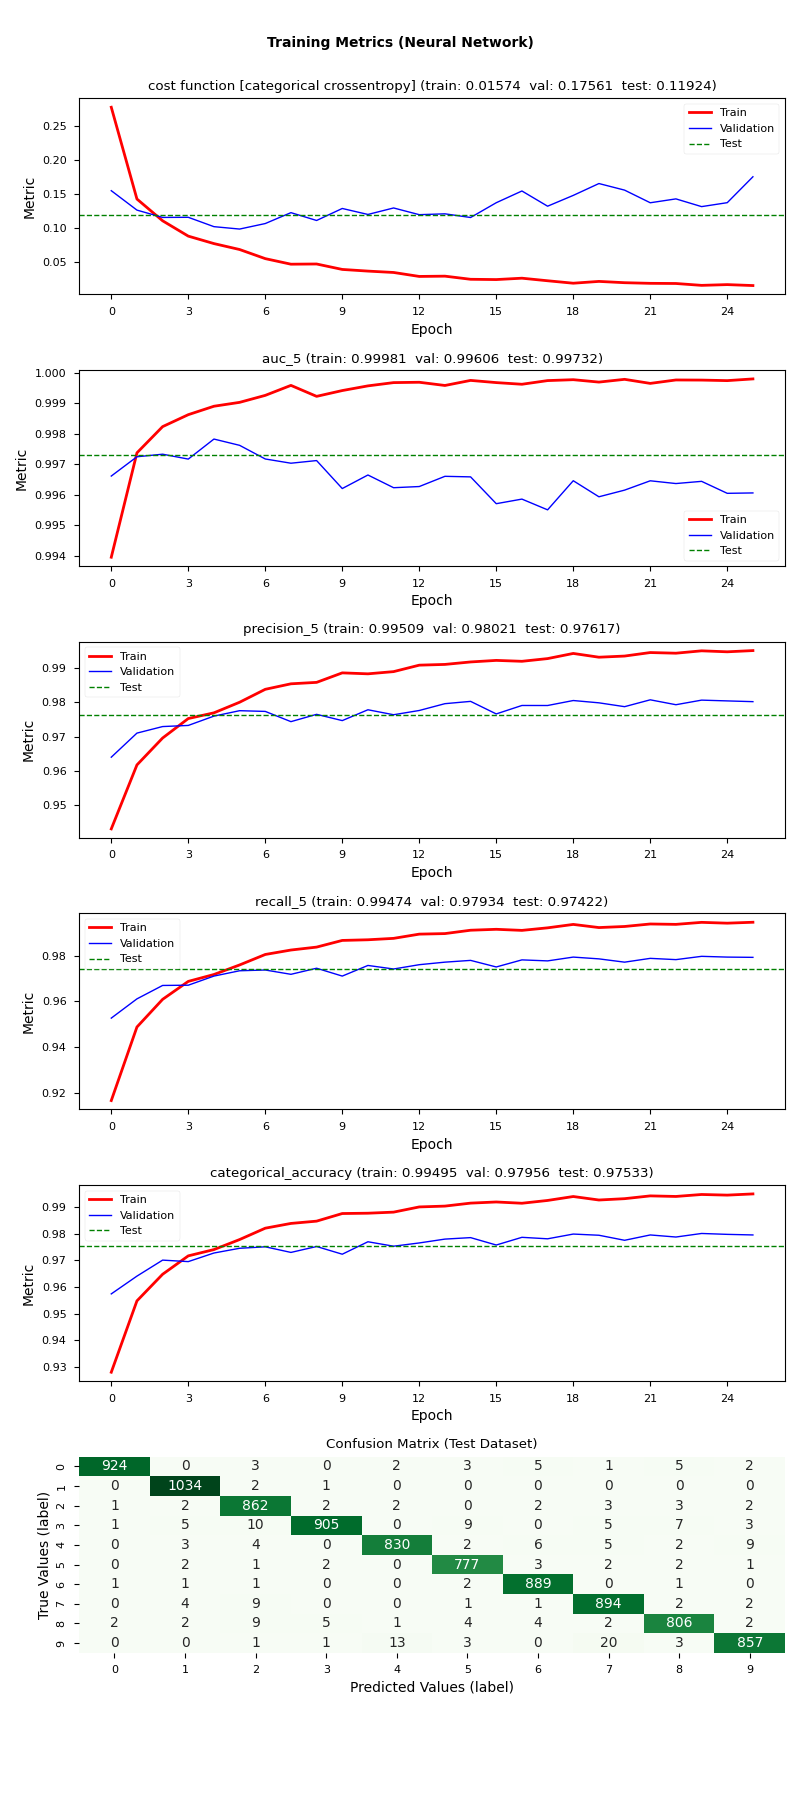 Training Metrics (Neural Network)
cost function [categorical crossentropy] (train: 0.01574  val: 0.17561  test: 0.11924)
Metric
0.25
0.20
0.15
0.10
0.05
Train
Validation
Test
0 3 6 9 12 15 18 21 24
Epoch
auc_5 (train: 0.99981  val: 0.99606  test: 0.99732)
Metric
1.000
0.999
0.998
0.997
0.996
0.995
0.994
Train
Validation
Test
0 3 6 9 12 15 18 21 24
Epoch
precision_5 (train: 0.99509  val: 0.98021  test: 0.97617)
Metric
0.99
0.98
0.97
0.96
0.95
Train
Validation
Test
0 3 6 9 12 15 18 21 24
Epoch
recall_5 (train: 0.99474  val: 0.97934  test: 0.97422)
Metric
0.98
0.96
0.94
0.92
Train
Validation
Test
0 3 6 9 12 15 18 21 24
Epoch
categorical_accuracy (train: 0.99495  val: 0.97956  test: 0.97533)
Metric
0.99
0.98
0.97
0.96
0.95
0.94
0.93
Train
Validation
Test
0 3 6 9 12 15 18 21 24
Epoch
Confusion Matrix (Test Dataset)
True Values (label)
0 924 0 3 0 2 3 5 1 5 2
1 0 1034 2 1 0 0 0 0 0 0
2 1 2 862 2 2 0 2 3 3 2
3 1 5 10 905 0 9 0 5 7 3
4 0 3 4 0 830 2 6 5 2 9
5 0 2 1 2 0 777 3 2 2 1
6 1 1 1 0 0 2 889 0 1 0
7 0 4 9 0 0 1 1 894 2 2
8 2 2 9 5 1 4 4 2 806 2
9 0 0 1 1 13 3 0 20 3 857
0 1 2 3 4 5 6 7 8 9
Predicted Values (label)